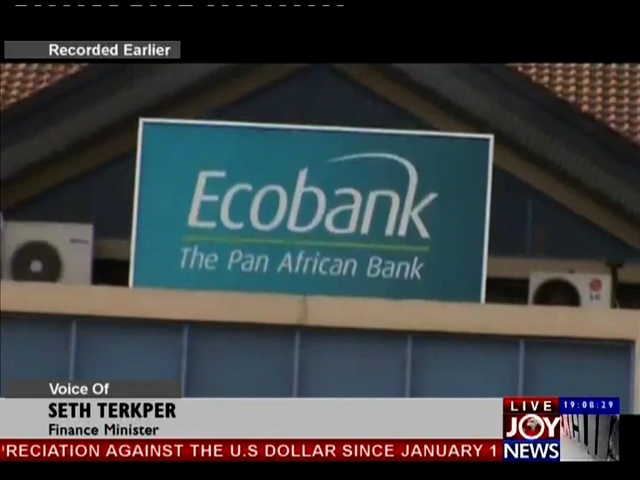 Recorded Earlier
Ecobank
The Pan African Bank
LG
Voice Of
SETH TERKPER
Finance Minister
LIVE 19:08:29
JOY
NEWS
'RECIATION AGAINST THE U.S DOLLAR SINCE JANUARY 1